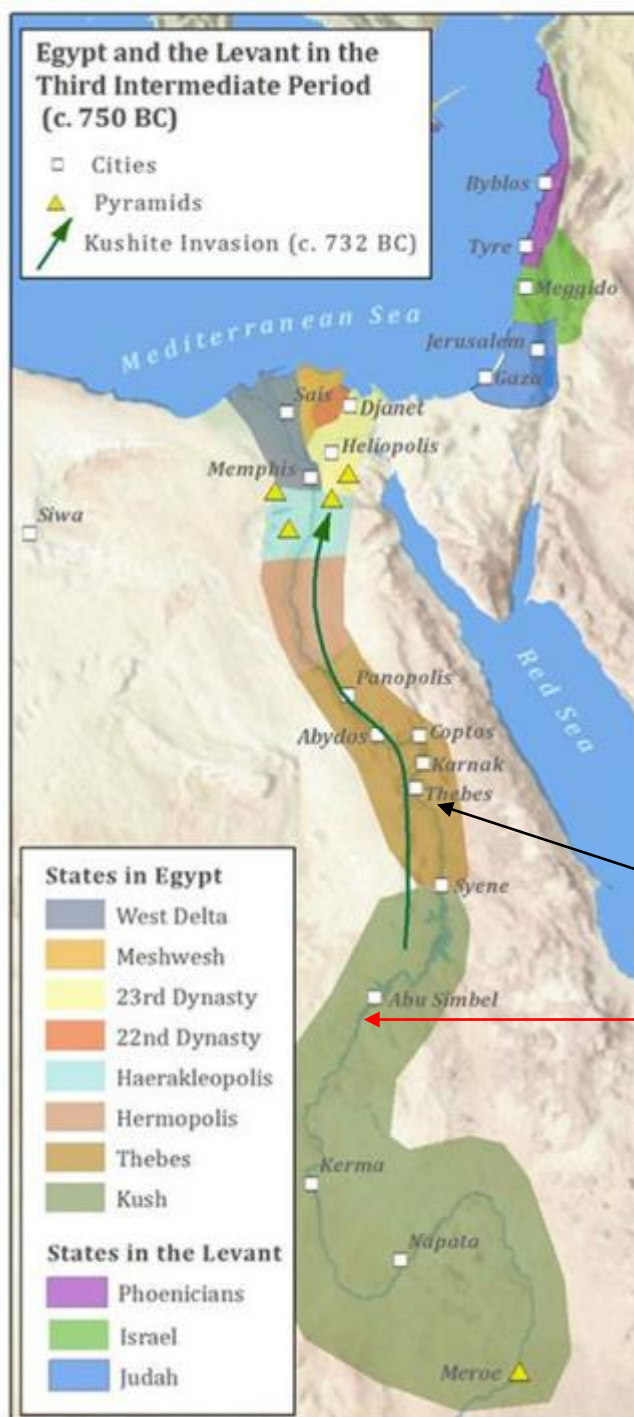 Egypt and the Levant in the
Third Intermediate Period
(c. 750 BC)
Cities
Pyramids
Kushite Invasion (c. 732 BC)
Byblos
Tyre
Meggido
Mediterranean Sea
Jerusalem
Gaza
Sais
Djanet
Heliopolis
Memphis
Siwa
Red Sea
Panopolis
Abydos
Coptos
Karnak
Thebes
Syene
Abu Simbel
Kerma
Napata
Meroe
States in Egypt
West Delta
Meshwesh
23rd Dynasty
22nd Dynasty
Haerakleopolis
Hermopolis
Thebes
Kush
States in the Levant
Phoenicians
Israel
Judah